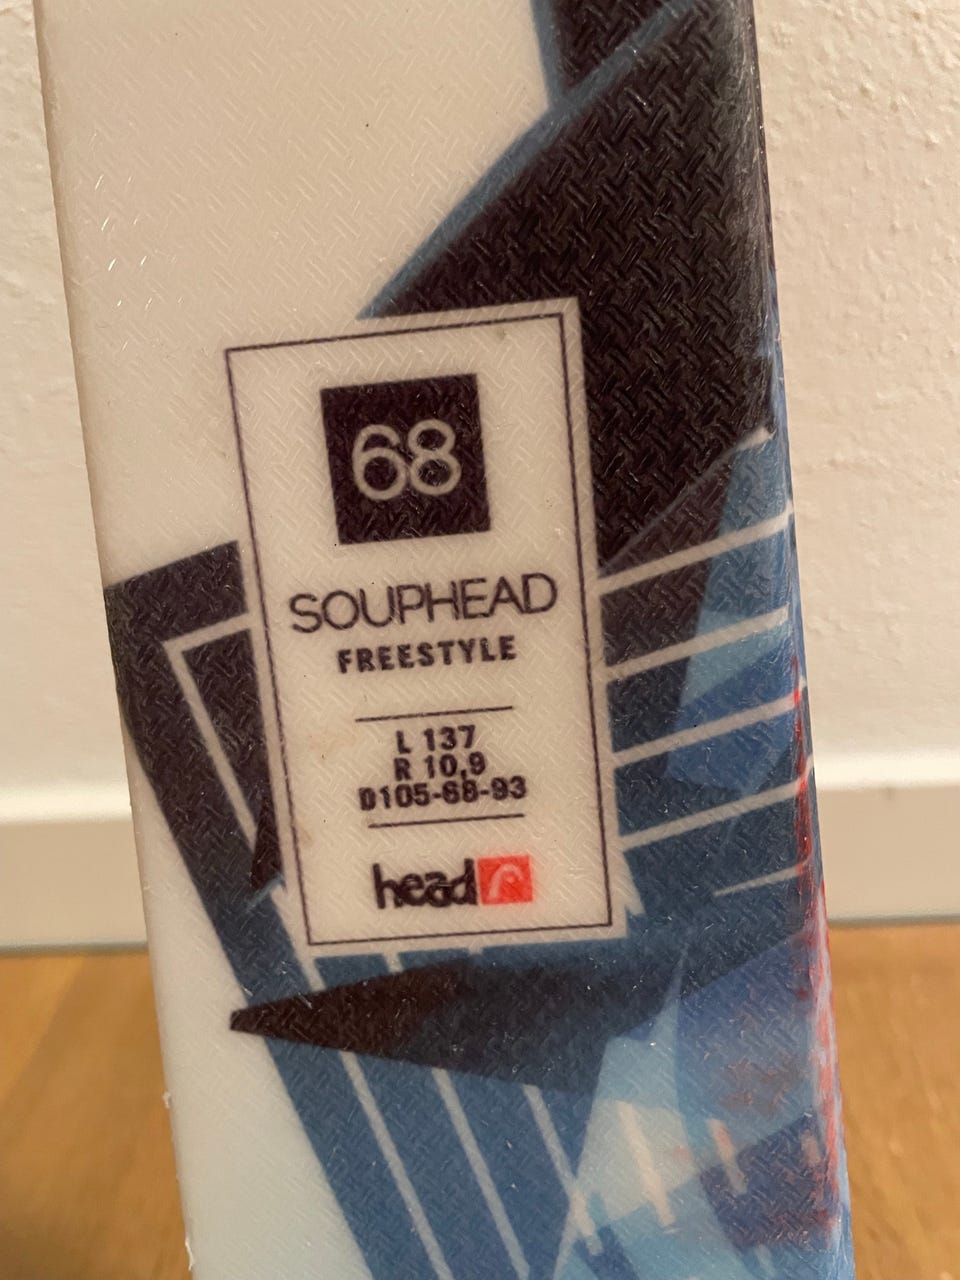 68
SOUPHEAD
FREESTYLE
L 137
R 10,9
D105-68-93
head